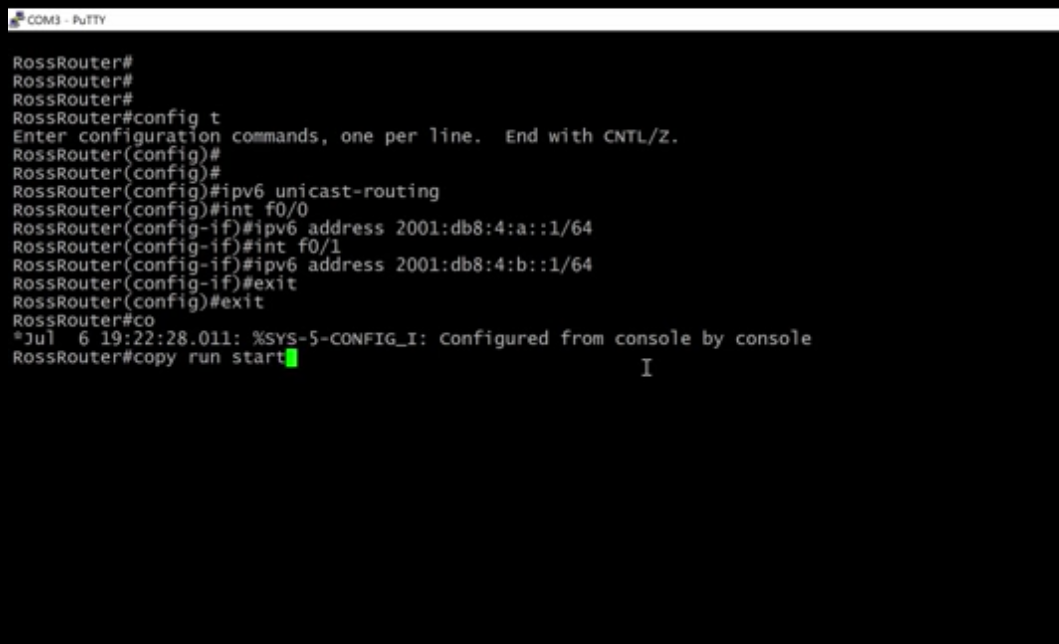 COM3 - PuTTY
RossRouter#
RossRouter#
RossRouter#
RossRouter#config t
Enter configuration commands, one per line.  End with CNTL/Z.
RossRouter(config)#
RossRouter(config)#
RossRouter(config)#ipv6 unicast-routing
RossRouter(config)#int f0/0
RossRouter(config-if)#ipv6 address 2001:db8:4:a::1/64
RossRouter(config-if)#int f0/1
RossRouter(config-if)#ipv6 address 2001:db8:4:b::1/64
RossRouter(config-if)#exit
RossRouter(config)#exit
RossRouter#co
*Jul  6 19:22:28.011: %SYS-5-CONFIG_I: Configured from console by console
RossRouter#copy run start